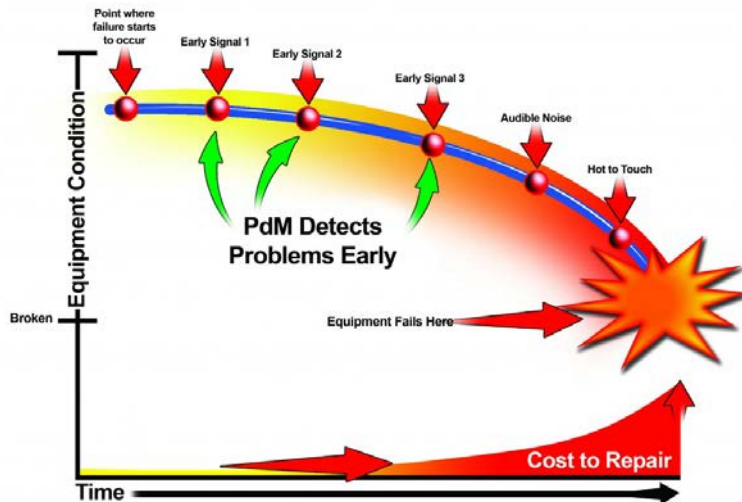 Point where
failure starts
to occur
Early Signal 1
Early Signal 2
Early Signal 3
Audible Noise
Hot to Touch
Equipment Condition
PdM Detects
Problems Early
Broken
Equipment Fails Here
Cost to Repair
Time